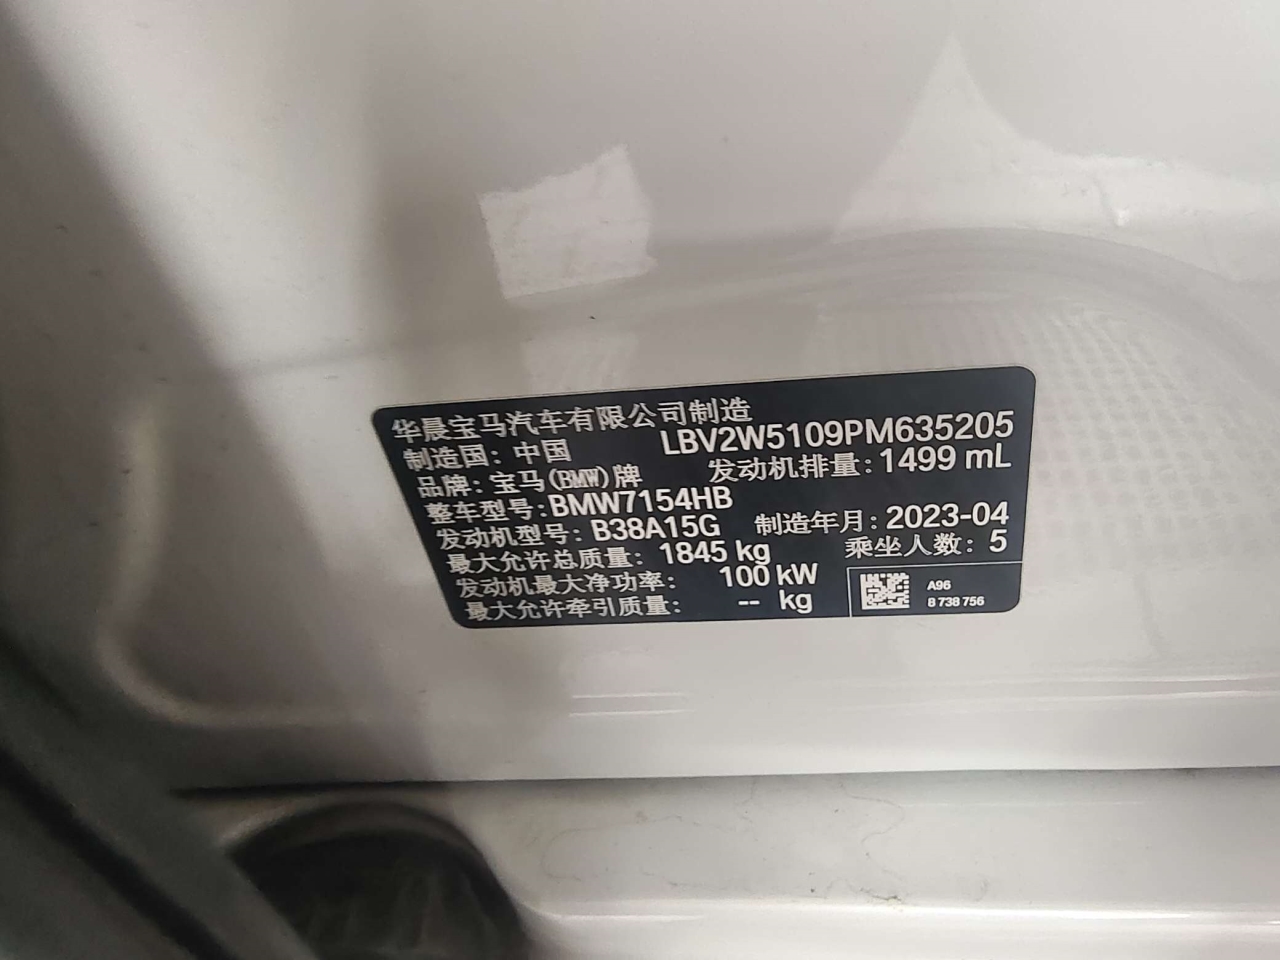 华晨宝马汽车有限公司制造
制造国：中国 LBV2W5109PM635205
品牌：宝马(BMW)牌 发动机排量：1499 mL
整车型号：BMW7154HB
发动机型号：B38A15G 制造年月：2023-04
最大允许总质量：1845 kg 乘坐人数：5
发动机最大净功率：100 kW
最大允许牵引质量：-- kg
A96
8 738 756